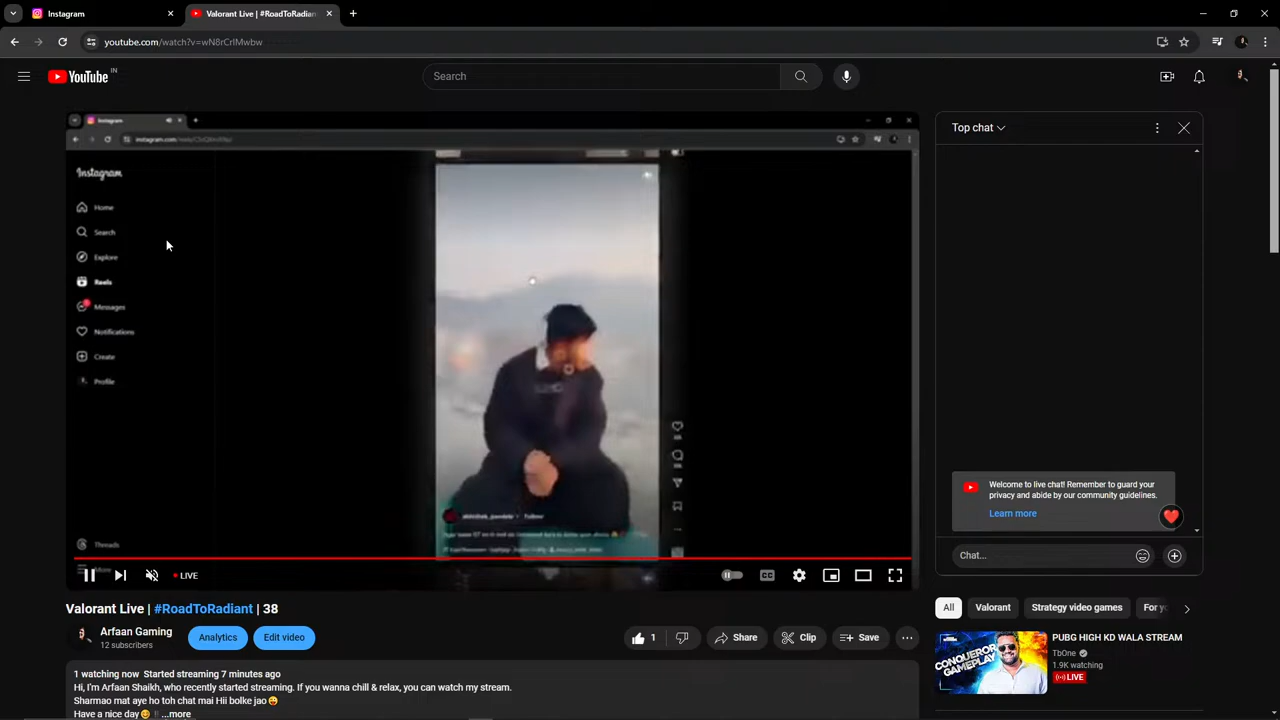 Instagram
Valorant Live | #RoadToRadian
youtube.com/watch?v=wN8rCrIMwbw
YouTube IN
Search
Instagram
Instagram
Home
Search
Explore
Reels
Messages
Notifications
Create
Profile
Follow
Threads
More
LIVE
Top chat
Welcome to live chat! Remember to guard your
privacy and abide by our community guidelines.
Learn more
Chat...
Valorant Live | #RoadToRadiant | 38
Arfaan Gaming
12 subscribers
Analytics
Edit video
1
Share
Clip
Save
1 watching now Started streaming 7 minutes ago
Hi, I'm Arfaan Shaikh, who recently started streaming. If you wanna chill & relax, you can watch my stream.
Sharmao mat aye ho toh chat mai Hii bolke jao😜
Have a nice day😊 !! ...more
All
Valorant
Strategy video games
For yo
CONQUEROR
GAMEPLAY
PUBG HIGH KD WALA STREAM
TbOne
1.9K watching
LIVE